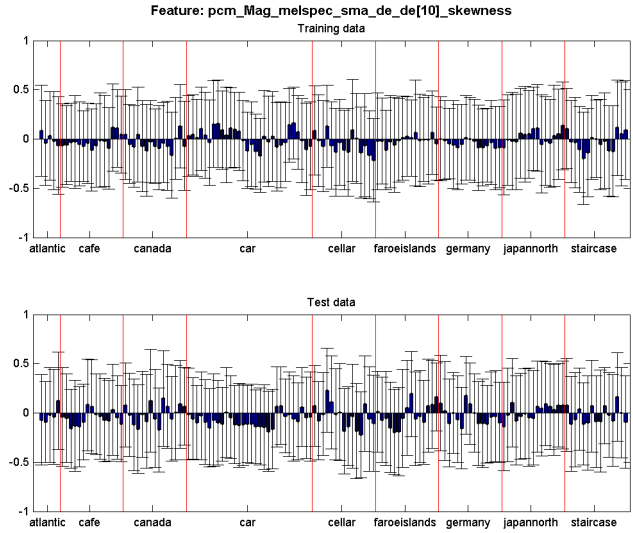 Feature: pcm_Mag_melspec_sma_de_de[10]_skewness
Training data
1
0.5
0
-0.5
-1
atlantic cafe canada car cellar faroeislands germany japannorth staircase
Test data
1
0.5
0
-0.5
-1
atlantic cafe canada car cellar faroeislands germany japannorth staircase